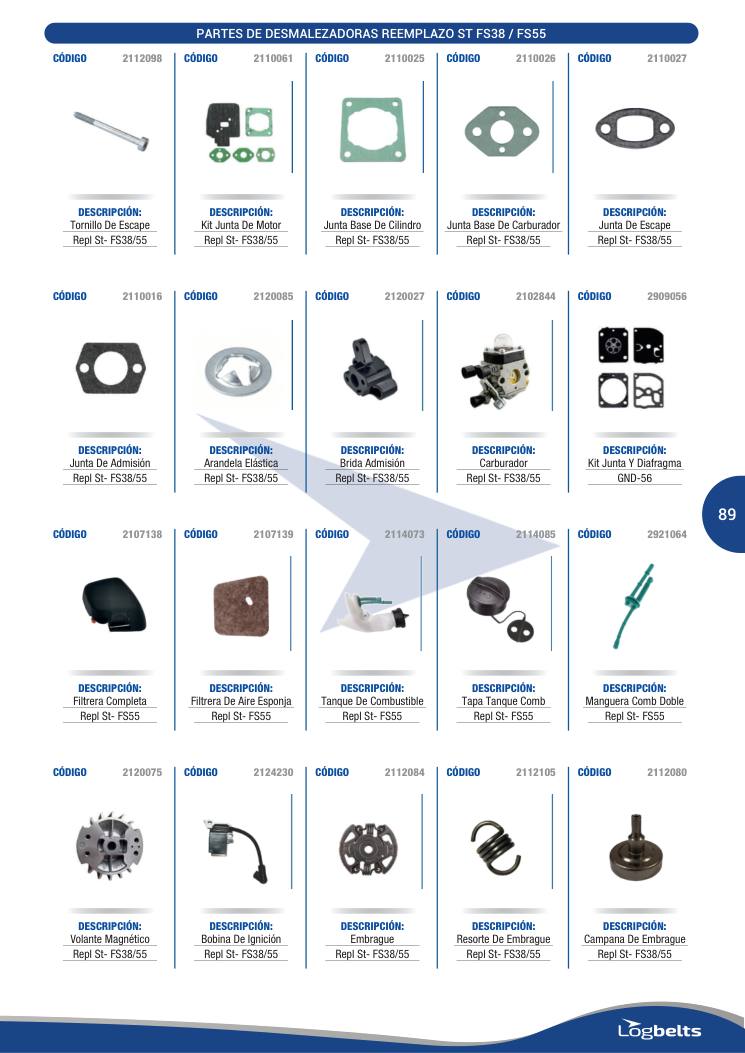 PARTES DE DESMALEZADORAS REEMPLAZO ST FS38 / FS55
CÓDIGO 2112098
DESCRIPCIÓN:
Tornillo De Escape
Repl St- FS38/55
CÓDIGO 2110061
DESCRIPCIÓN:
Kit Junta De Motor
Repl St- FS38/55
CÓDIGO 2110025
DESCRIPCIÓN:
Junta Base De Cilindro
Repl St- FS38/55
CÓDIGO 2110026
DESCRIPCIÓN:
Junta Base De Carburador
Repl St- FS38/55
CÓDIGO 2110027
DESCRIPCIÓN:
Junta De Escape
Repl St- FS38/55
CÓDIGO 2110016
DESCRIPCIÓN:
Junta De Admisión
Repl St- FS38/55
CÓDIGO 2120085
DESCRIPCIÓN:
Arandela Elástica
Repl St- FS38/55
CÓDIGO 2120027
DESCRIPCIÓN:
Brida Admisión
Repl St- FS38/55
CÓDIGO 2102844
DESCRIPCIÓN:
Carburador
Repl St- FS38/55
CÓDIGO 2909056
DESCRIPCIÓN:
Kit Junta Y Diafragma
GND-56
89
CÓDIGO 2107138
DESCRIPCIÓN:
Filtrera Completa
Repl St- FS55
CÓDIGO 2107139
DESCRIPCIÓN:
Filtrera De Aire Esponja
Repl St- FS55
CÓDIGO 2114073
DESCRIPCIÓN:
Tanque De Combustible
Repl St- FS55
CÓDIGO 2114085
DESCRIPCIÓN:
Tapa Tanque Comb
Repl St- FS55
CÓDIGO 2921064
DESCRIPCIÓN:
Manguera Comb Doble
Repl St- FS55
CÓDIGO 2120075
DESCRIPCIÓN:
Volante Magnético
Repl St- FS38/55
CÓDIGO 2124230
DESCRIPCIÓN:
Bobina De Ignición
Repl St- FS38/55
CÓDIGO 2112084
DESCRIPCIÓN:
Embrague
Repl St- FS38/55
CÓDIGO 2112105
DESCRIPCIÓN:
Resorte De Embrague
Repl St- FS38/55
CÓDIGO 2112080
DESCRIPCIÓN:
Campana De Embrague
Repl St- FS38/55
Logbelts